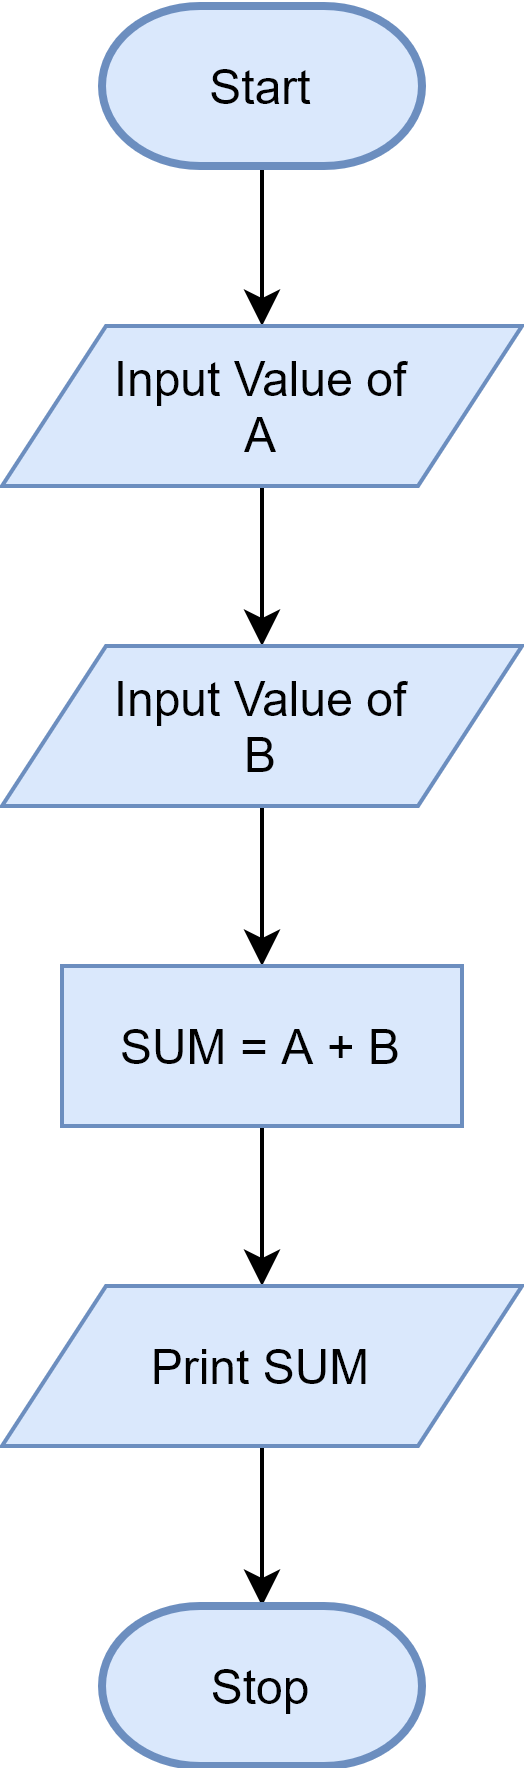 Start
Input Value of
A
Input Value of
B
SUM = A + B
Print SUM
Stop